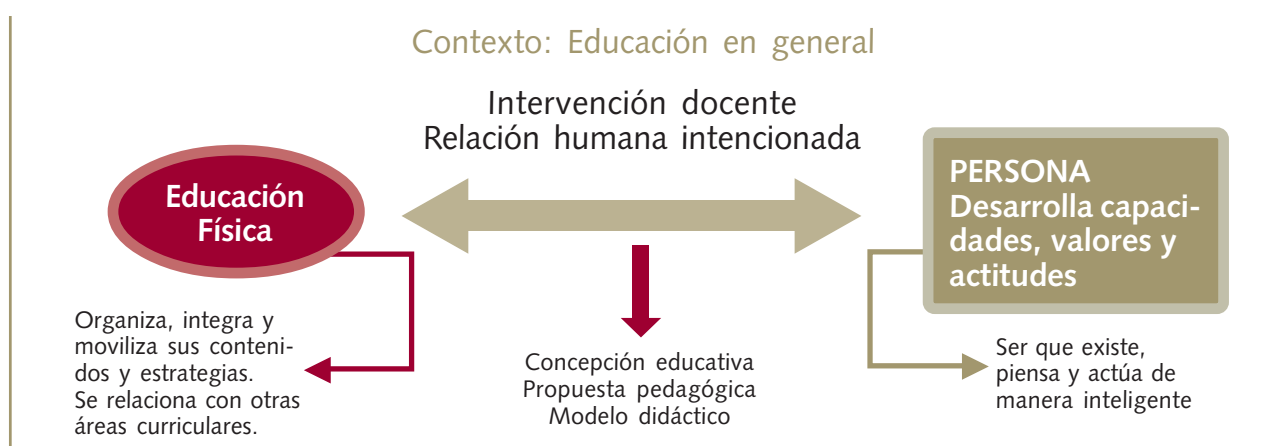 Contexto: Educación en general
Intervención docente
Relación humana intencionada
Educación
Física
PERSONA
Desarrolla capaci-
dades, valores y
actitudes
Organiza, integra y
moviliza sus conteni-
dos y estrategias.
Se relaciona con otras
áreas curriculares.
Concepción educativa
Propuesta pedagógica
Modelo didáctico
Ser que existe,
piensa y actúa de
manera inteligente